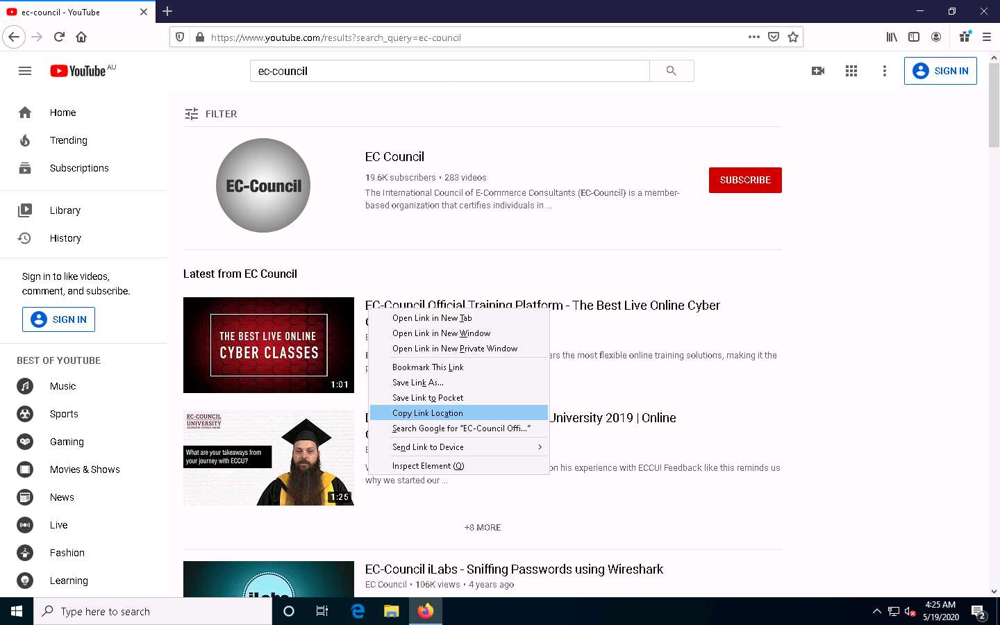 ec-council - YouTube
https://www.youtube.com/results?search_query=ec-council
YouTube AU
ec-council
SIGN IN
Home
Trending
Subscriptions
Library
History
Sign in to like videos,
comment, and subscribe.
SIGN IN
BEST OF YOUTUBE
Music
Sports
Gaming
Movies & Shows
News
Live
Fashion
Learning
FILTER
EC-Council
EC Council
19.6K subscribers • 283 videos
The International Council of E-Commerce Consultants (EC-Council) is a member-
based organization that certifies individuals in ...
SUBSCRIBE
Latest from EC Council
THE BEST LIVE ONLINE
CYBER CLASSES
1:01
EC-Council Official Training Platform - The Best Live Online Cyber
ers the most flexible online training solutions, making it the
Open Link in New Tab
Open Link in New Window
Open Link in New Private Window
Bookmark This Link
Save Link As...
Save Link to Pocket
Copy Link Location
Search Google for “EC-Council Offi...”
Send Link to Device
Inspect Element (Q)
EC-COUNCIL
UNIVERSITY
What are your takeaways from
your journey with ECCU?
1:25
University 2019 | Online
on his experience with ECCU! Feedback like this reminds us
why we started our ...
+8 MORE
iLabs
EC-Council iLabs - Sniffing Passwords using Wireshark
EC Council • 106K views • 4 years ago
Type here to search
4:25 AM
5/19/2020
2